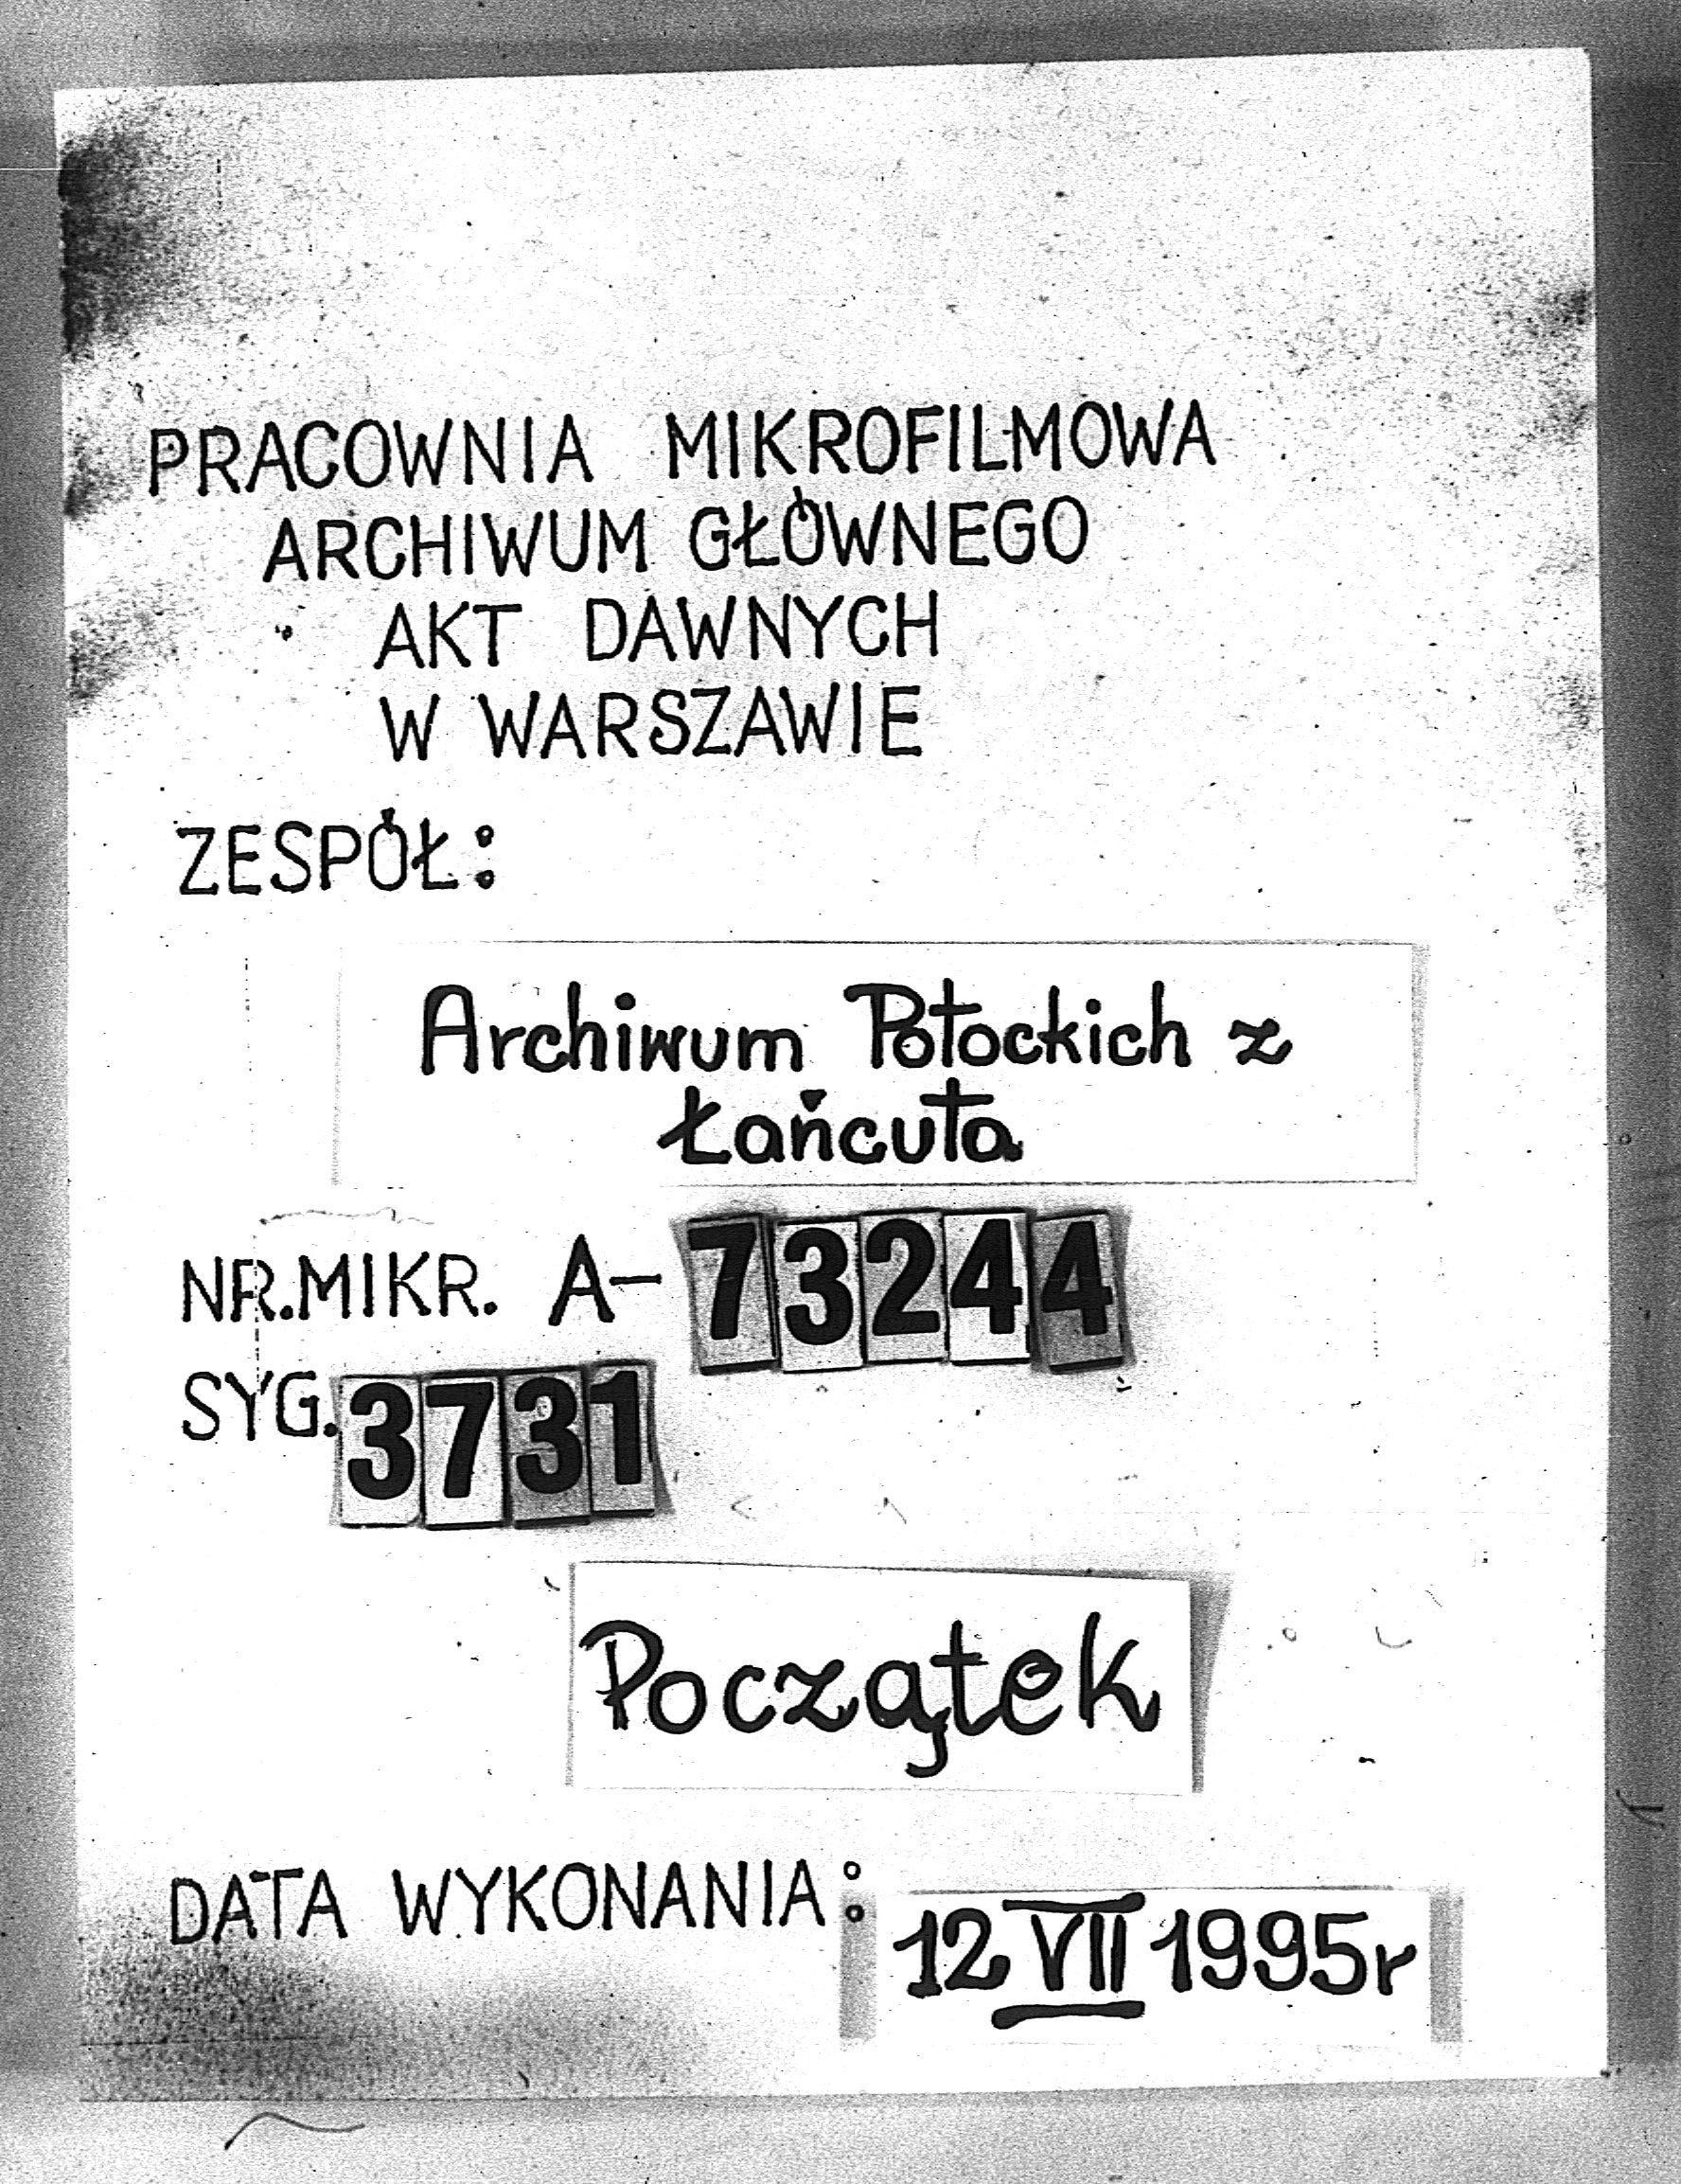 PRACOWNIA MIKROFILMOWA
ARCHIWUM GŁÓWNEGO
AKT DAWNYCH
W WARSZAWIE
ZESPÓŁ:
Archiwum Potockich z
Łańcuta
NR.MIKR. A-73244
SYG. 3731
Początek
DATA WYKONANIA: 12 VII 1995r